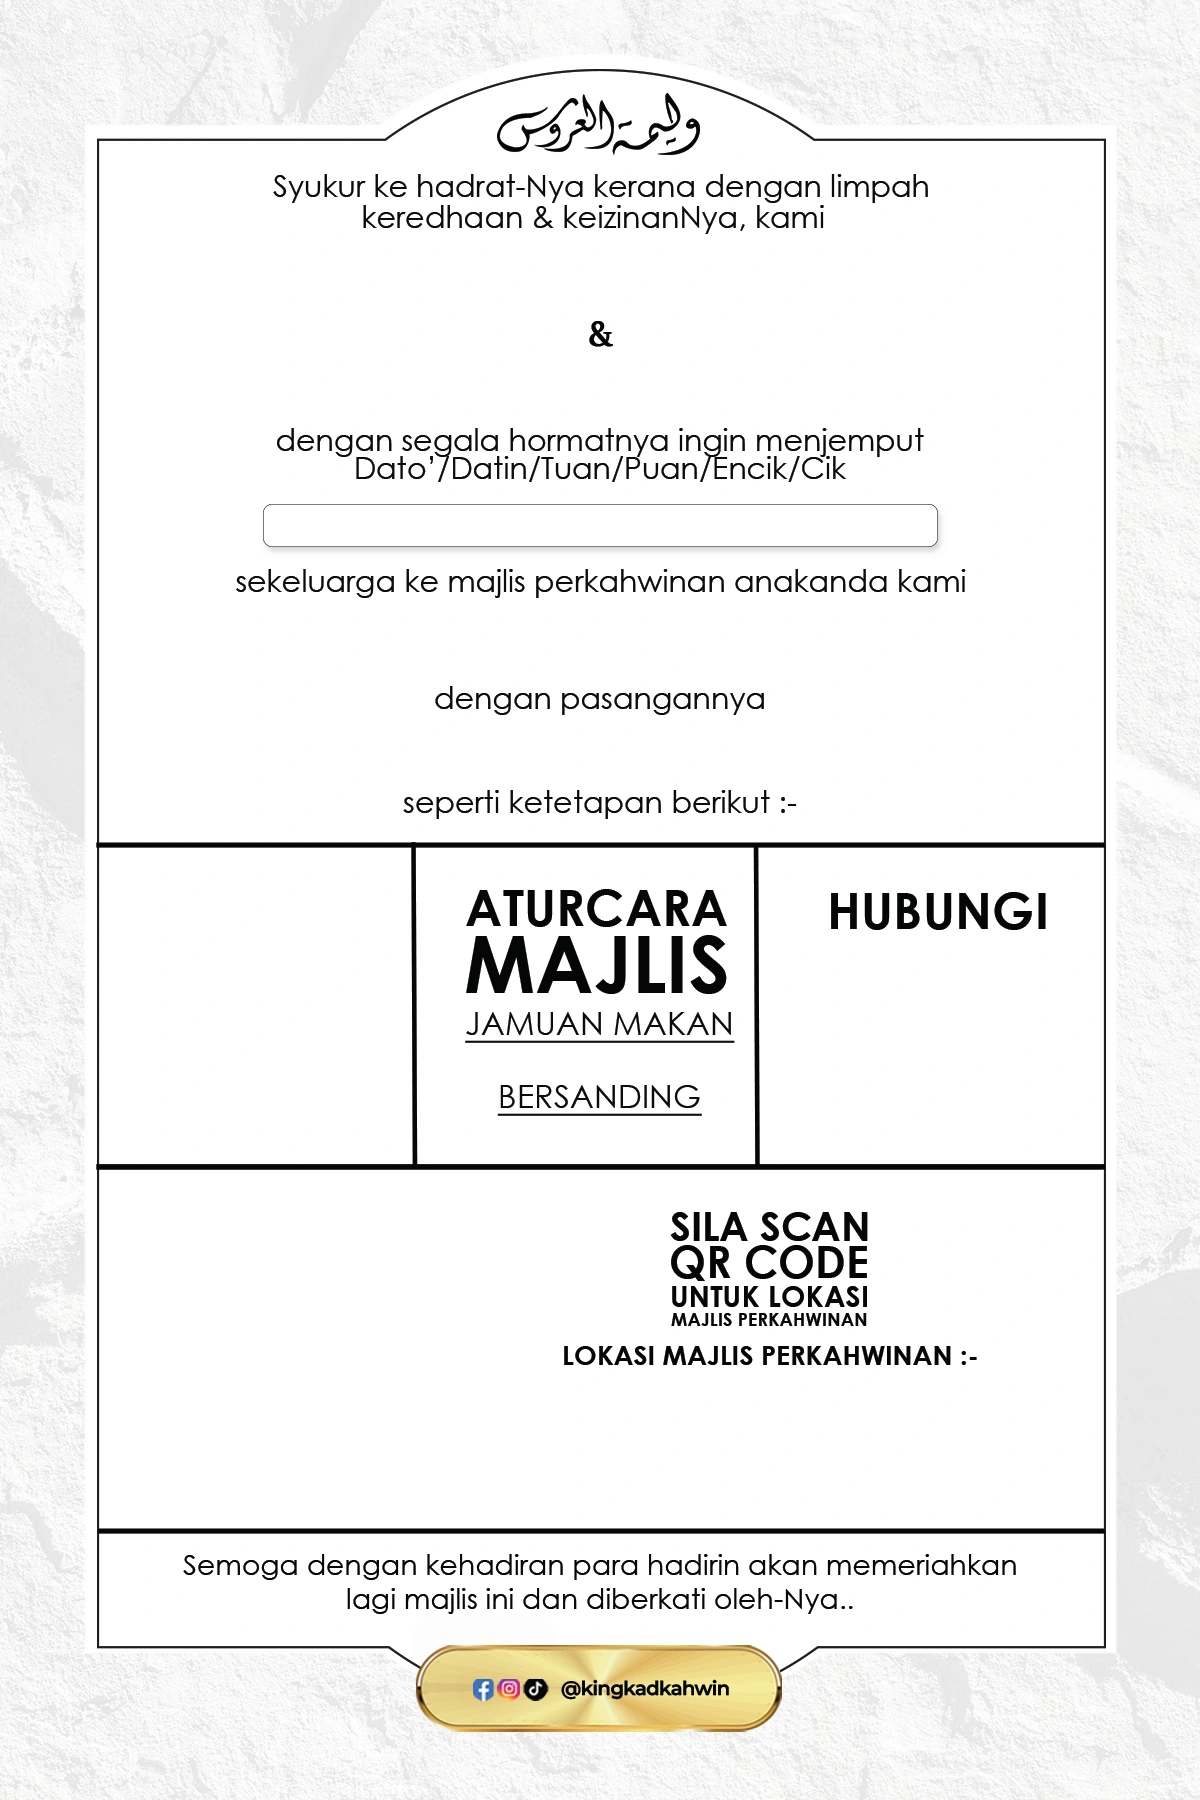 وليمة العروس
Syukur ke hadrat-Nya kerana dengan limpah
keredhaan & keizinanNya, kami
&
dengan segala hormatnya ingin menjemput
Dato’/Datin/Tuan/Puan/Encik/Cik
sekeluarga ke majlis perkahwinan anakanda kami
dengan pasangannya
seperti ketetapan berikut :-
ATURCARA
MAJLIS
JAMUAN MAKAN
BERSANDING
HUBUNGI
SILA SCAN
QR CODE
UNTUK LOKASI
MAJLIS PERKAHWINAN
LOKASI MAJLIS PERKAHWINAN :-
Semoga dengan kehadiran para hadirin akan memeriahkan
lagi majlis ini dan diberkati oleh-Nya..
@kingkadkahwin